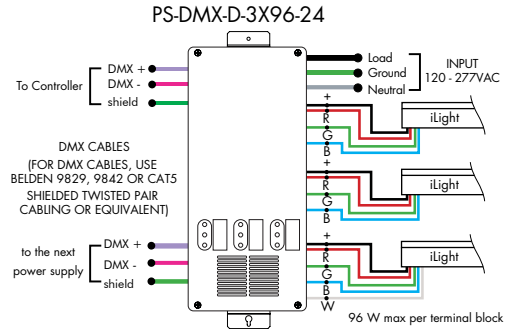 PS-DMX-D-3X96-24
To Controller
DMX +
DMX -
shield
Load
Ground
Neutral
INPUT
120 - 277VAC
+
R
G
B
iLight
DMX CABLES
(FOR DMX CABLES, USE
BELDEN 9829, 9842 OR CAT5
SHIELDED TWISTED PAIR
CABLING OR EQUIVALENT)
+
R
G
B
iLight
to the next
power supply
DMX +
DMX -
shield
+
R
G
B
W
iLight
96 W max per terminal block